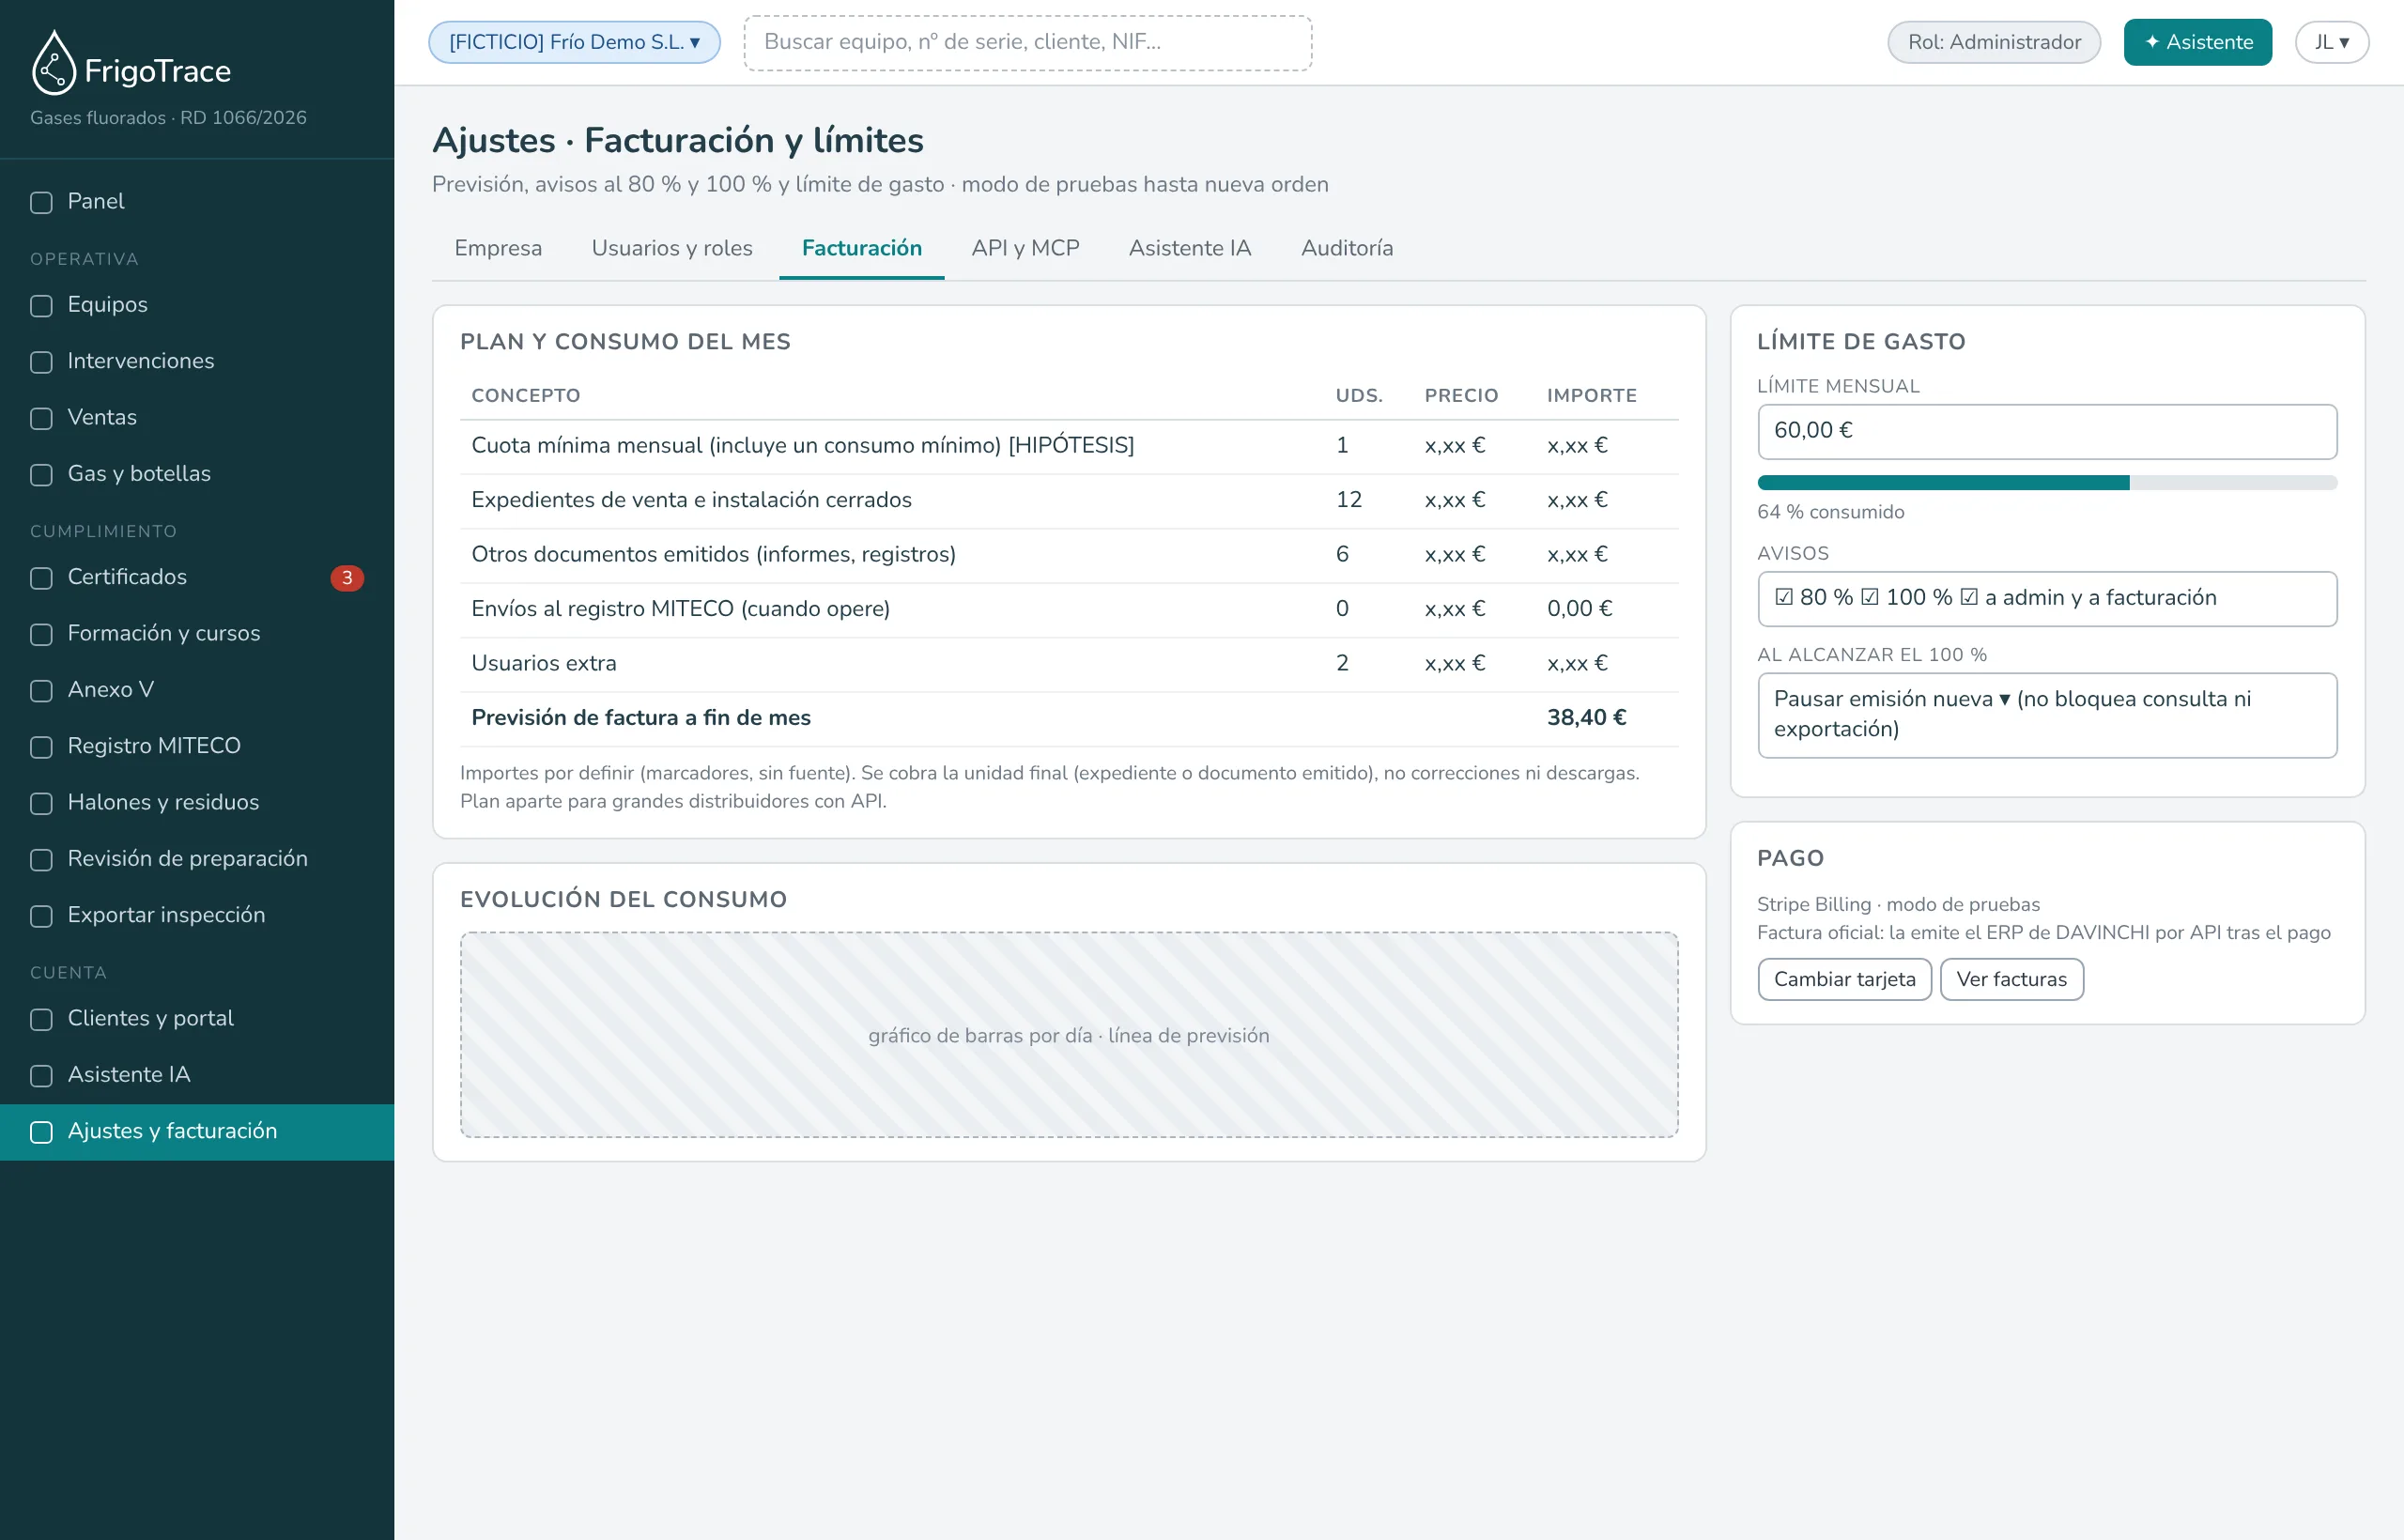 FrigoTrace
Gases fluorados · RD 1066/2026
Panel
OPERATIVA
Equipos
Intervenciones
Ventas
Gas y botellas
CUMPLIMIENTO
Certificados 3
Formación y cursos
Anexo V
Registro MITECO
Halones y residuos
Revisión de preparación
Exportar inspección
CUENTA
Clientes y portal
Asistente IA
Ajustes y facturación
[FICTICIO] Frío Demo S.L. ▾
Buscar equipo, nº de serie, cliente, NIF...
Rol: Administrador
✦ Asistente
JL ▾
Ajustes · Facturación y límites
Previsión, avisos al 80 % y 100 % y límite de gasto · modo de pruebas hasta nueva orden
Empresa Usuarios y roles Facturación API y MCP Asistente IA Auditoría
PLAN Y CONSUMO DEL MES
CONCEPTO UDS. PRECIO IMPORTE
Cuota mínima mensual (incluye un consumo mínimo) [HIPÓTESIS] 1 x,xx € x,xx €
Expedientes de venta e instalación cerrados 12 x,xx € x,xx €
Otros documentos emitidos (informes, registros) 6 x,xx € x,xx €
Envíos al registro MITECO (cuando opere) 0 x,xx € 0,00 €
Usuarios extra 2 x,xx € x,xx €
Previsión de factura a fin de mes 38,40 €
Importes por definir (marcadores, sin fuente). Se cobra la unidad final (expediente o documento emitido), no correcciones ni descargas.
Plan aparte para grandes distribuidores con API.
EVOLUCIÓN DEL CONSUMO
gráfico de barras por día · línea de previsión
LÍMITE DE GASTO
LÍMITE MENSUAL
60,00 €
64 % consumido
AVISOS
☑ 80 % ☑ 100 % ☑ a admin y a facturación
AL ALCANZAR EL 100 %
Pausar emisión nueva ▾ (no bloquea consulta ni
exportación)
PAGO
Stripe Billing · modo de pruebas
Factura oficial: la emite el ERP de DAVINCHI por API tras el pago
Cambiar tarjeta Ver facturas